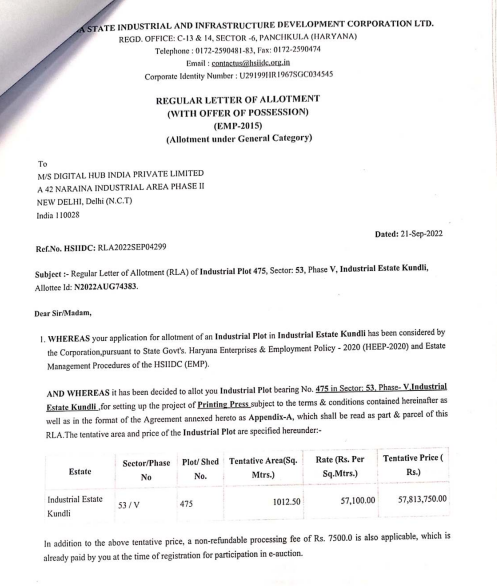 STATE INDUSTRIAL AND INFRASTRUCTURE DEVELOPMENT CORPORATION LTD.
REGD. OFFICE: C-13 & 14, SECTOR -6, PANCHKULA (HARYANA)
Telephone : 0172-2590481-83, Fax: 0172-2590474
Email : contactus@hsiidc.org.in
Corporate Identity Number : U29199HR1967SGC034545
REGULAR LETTER OF ALLOTMENT
(WITH OFFER OF POSSESSION)
(EMP-2015)
(Allotment under General Category)
To
M/S DIGITAL HUB INDIA PRIVATE LIMITED
A 42 NARAINA INDUSTRIAL AREA PHASE II
NEW DELHI, Delhi (N.C.T)
India 110028
Dated: 21-Sep-2022
Ref.No. HSIIDC: RLA2022SEP04299
Subject :- Regular Letter of Allotment (RLA) of Industrial Plot 475, Sector: 53, Phase V, Industrial Estate Kundli,
Allottee Id: N2022AUG74383.
Dear Sir/Madam,
1. WHEREAS your application for allotment of an Industrial Plot in Industrial Estate Kundli has been considered by
the Corporation,pursuant to State Govt's. Haryana Enterprises & Employment Policy - 2020 (HEEP-2020) and Estate
Management Procedures of the HSIIDC (EMP).
AND WHEREAS it has been decided to allot you Industrial Plot bearing No. 475 in Sector: 53, Phase- V,Industrial
Estate Kundli ,for setting up the project of Printing Press subject to the terms & conditions contained hereinafter as
well as in the format of the Agreement annexed hereto as Appendix-A, which shall be read as part & parcel of this
RLA.The tentative area and price of the Industrial Plot are specified hereunder:-
Estate Sector/Phase No Plot/ Shed No. Tentative Area(Sq. Mtrs.) Rate (Rs. Per Sq.Mtrs.) Tentative Price ( Rs.)
Industrial Estate Kundli 53 / V 475 1012.50 57,100.00 57,813,750.00
In addition to the above tentative price, a non-refundable processing fee of Rs. 7500.0 is also applicable, which is
already paid by you at the time of registration for participation in e-auction.